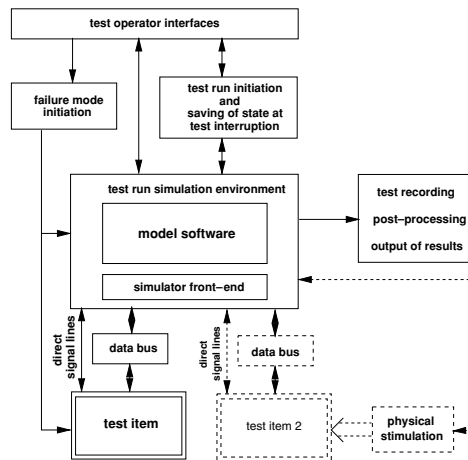 test operator interfaces
failure mode
initiation
test run initiation
and
saving of state at
test interruption
test run simulation environment
model software
simulator front–end
test recording
post–processing
output of results
direct
signal lines
data bus
direct
signal lines
data bus
test item
test item 2
physical
stimulation